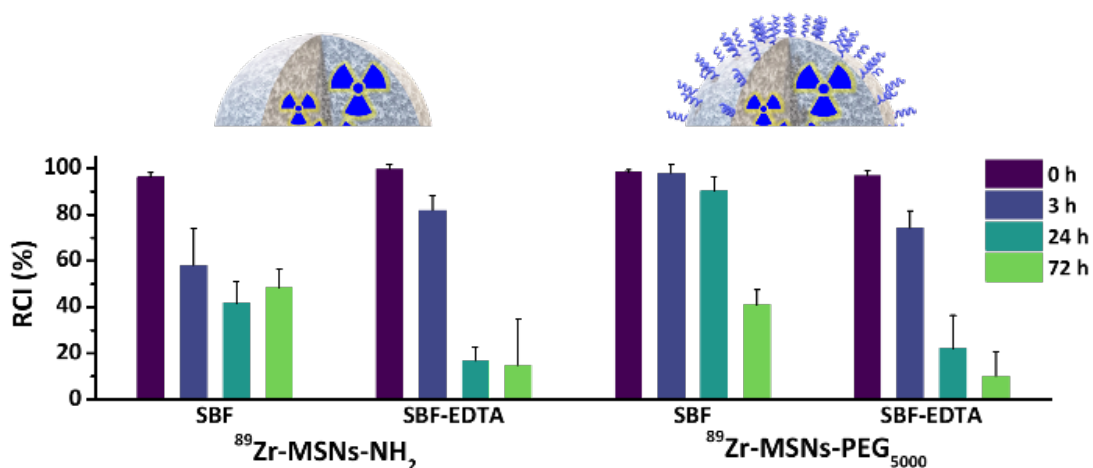 100
80
60
40
20
0
RCI (%)
0 h
3 h
24 h
72 h
SBF
SBF-EDTA
SBF
SBF-EDTA
⁸⁹Zr-MSNs-NH₂
⁸⁹Zr-MSNs-PEG₅₀₀₀